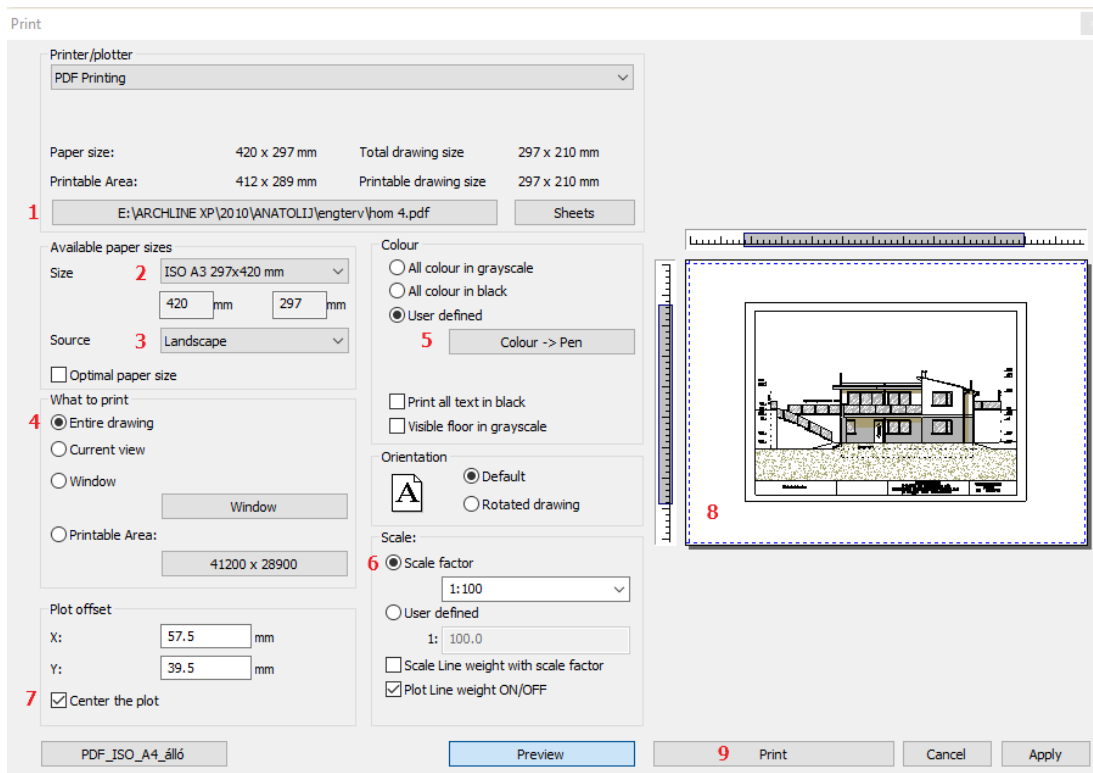 Print
Printer/plotter
PDF Printing
Paper size: 420 x 297 mm Total drawing size 297 x 210 mm
Printable Area: 412 x 289 mm Printable drawing size 297 x 210 mm
1 E:\ARCHLINE XP\2010\ANATOLIJ\engterv\hom 4.pdf Sheets
Available paper sizes
Size 2 ISO A3 297x420 mm
420 mm 297 mm
Source 3 Landscape
Optimal paper size
What to print
4 Entire drawing
Current view
Window
Window
Printable Area:
41200 x 28900
Plot offset
X: 57.5 mm
Y: 39.5 mm
7 Center the plot
Colour
All colour in grayscale
All colour in black
User defined
5 Colour -> Pen
Print all text in black
Visible floor in grayscale
Orientation
A
Default
Rotated drawing
Scale:
6 Scale factor
1:100
User defined
1: 100.0
Scale Line weight with scale factor
Plot Line weight ON/OFF
8
PDF_ISO_A4_álló Preview 9 Print Cancel Apply